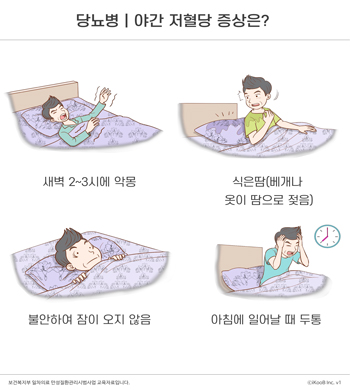 당뇨병 | 야간 저혈당 증상은?
새벽 2~3시에 악몽
식은땀(베개나
옷이 땀으로 젖음)
불안하여 잠이 오지 않음
아침에 일어날 때 두통
보건복지부 일차의료 만성질환관리시범사업 교육자료입니다.
ⓒiKooB Inc. v1